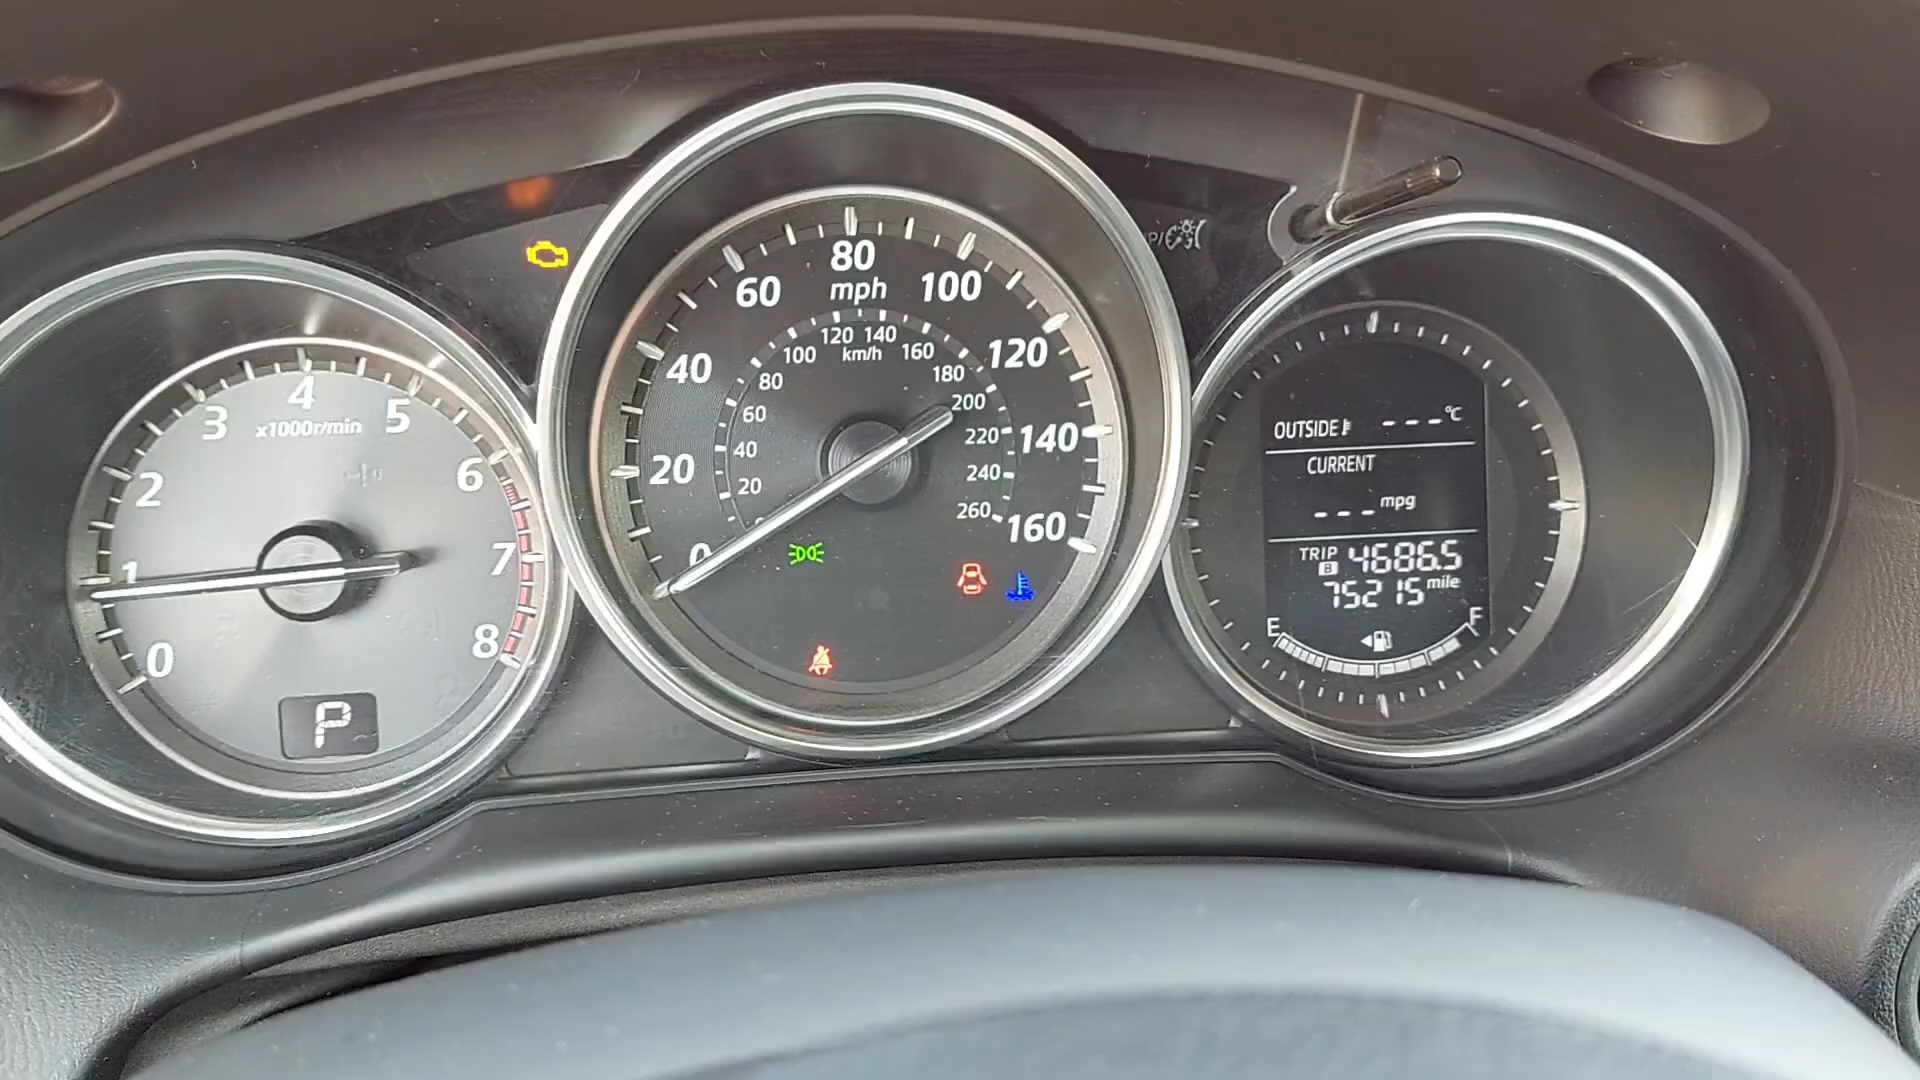 0
1
2
3
4
5
6
7
8
x1000r/min
P
0
20
40
60
80
100
120
140
160
mph
20
40
60
80
100
120
140
160
180
200
220
240
260
km/h
P/
OUTSIDE ---°C
CURRENT
--- mpg
TRIP B 4686.5
75215 mile
E F